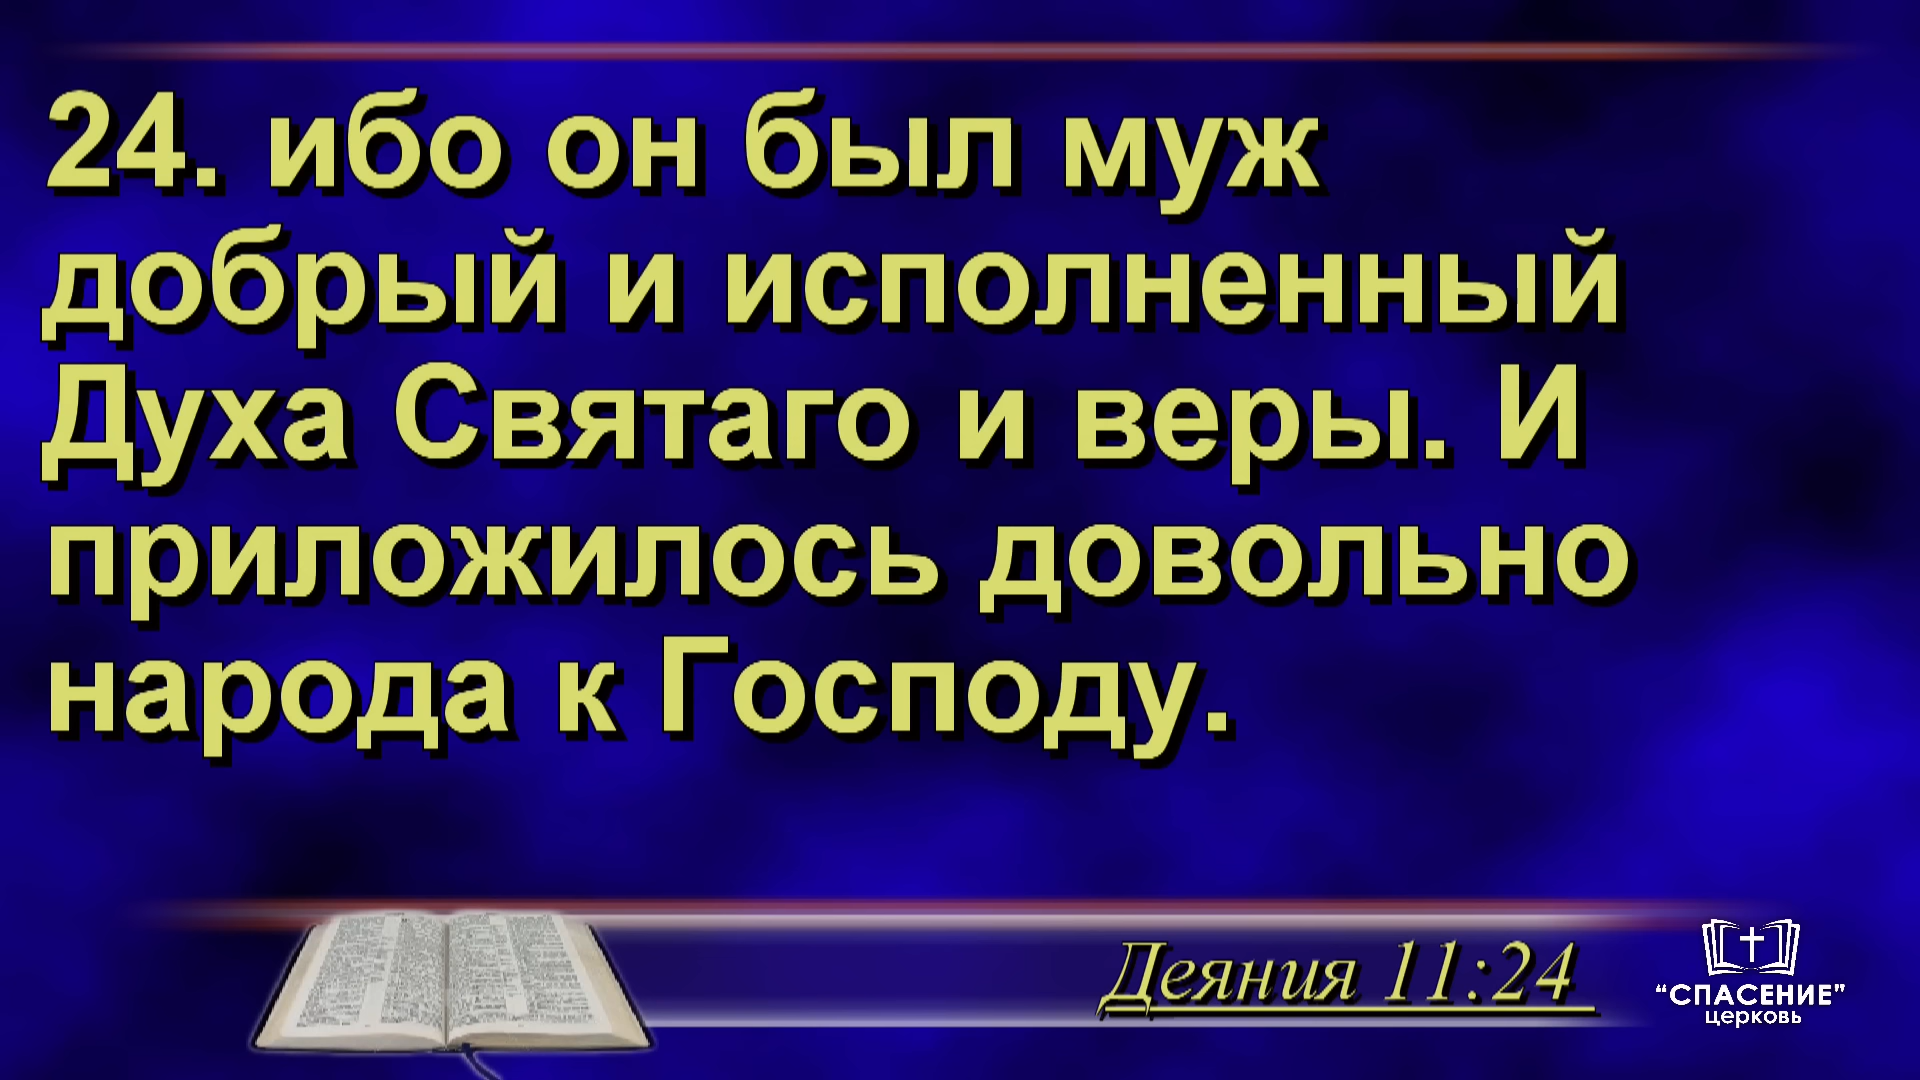 24. ибо он был муж
добрый и исполненный
Духа Святаго и веры. И
приложилось довольно
народа к Господу.
Деяния 11:24
“СПАСЕНИЕ”
церковь